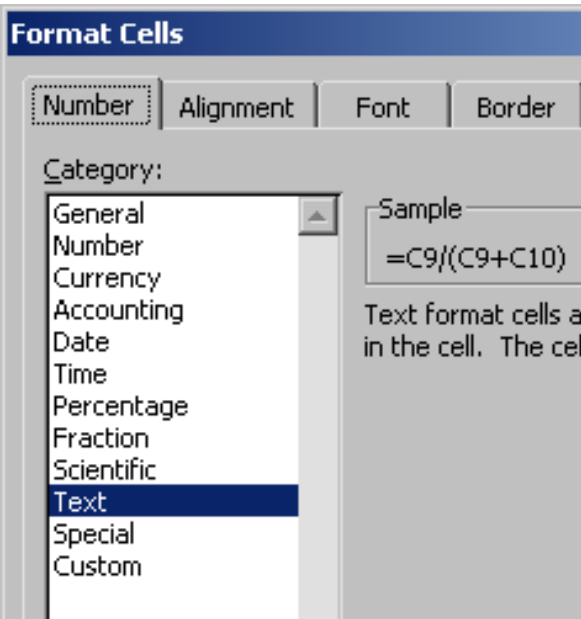 Format Cells
Number Alignment Font Border
Category:
General
Number
Currency
Accounting
Date
Time
Percentage
Fraction
Scientific
Text
Special
Custom
Sample
=C9/(C9+C10)
Text format cells a
in the cell. The cel